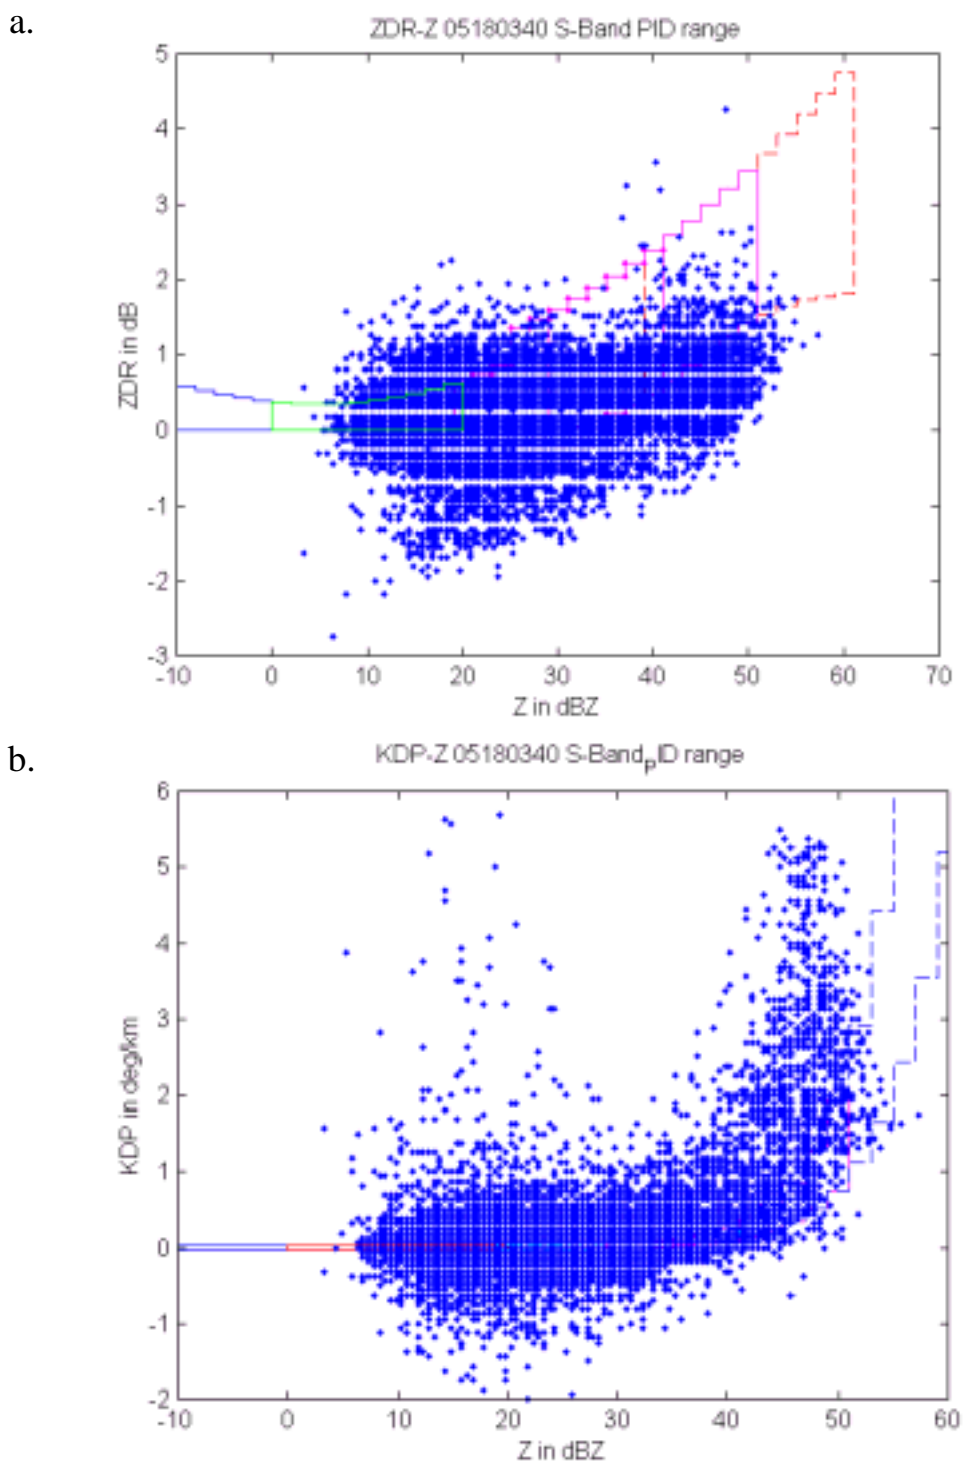 a.
ZDR-Z 05180340 S-Band PID range
5
4
3
2
1
0
-1
-2
-3
ZDR in dB
-10 0 10 20 30 40 50 60 70
Z in dBZ
b.
KDP-Z 05180340 S-Band_pID range
6
5
4
3
2
1
0
-1
-2
KDP in deg/km
-10 0 10 20 30 40 50 60
Z in dBZ